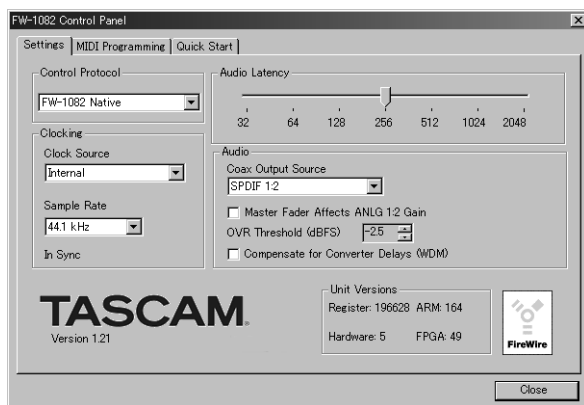 FW-1082 Control Panel
Settings MIDI Programming Quick Start
Control Protocol
FW-1082 Native
Audio Latency
32 64 128 256 512 1024 2048
Clocking
Clock Source
Internal
Sample Rate
44.1 kHz
In Sync
Audio
Coax Output Source
SPDIF 1:2
Master Fader Affects ANLG 1:2 Gain
OVR Threshold (dBFS) -2.5
Compensate for Converter Delays (WDM)
TASCAM.
Version 1.21
Unit Versions
Register: 196628 ARM: 164
Hardware: 5 FPGA: 49
FireWire
Close